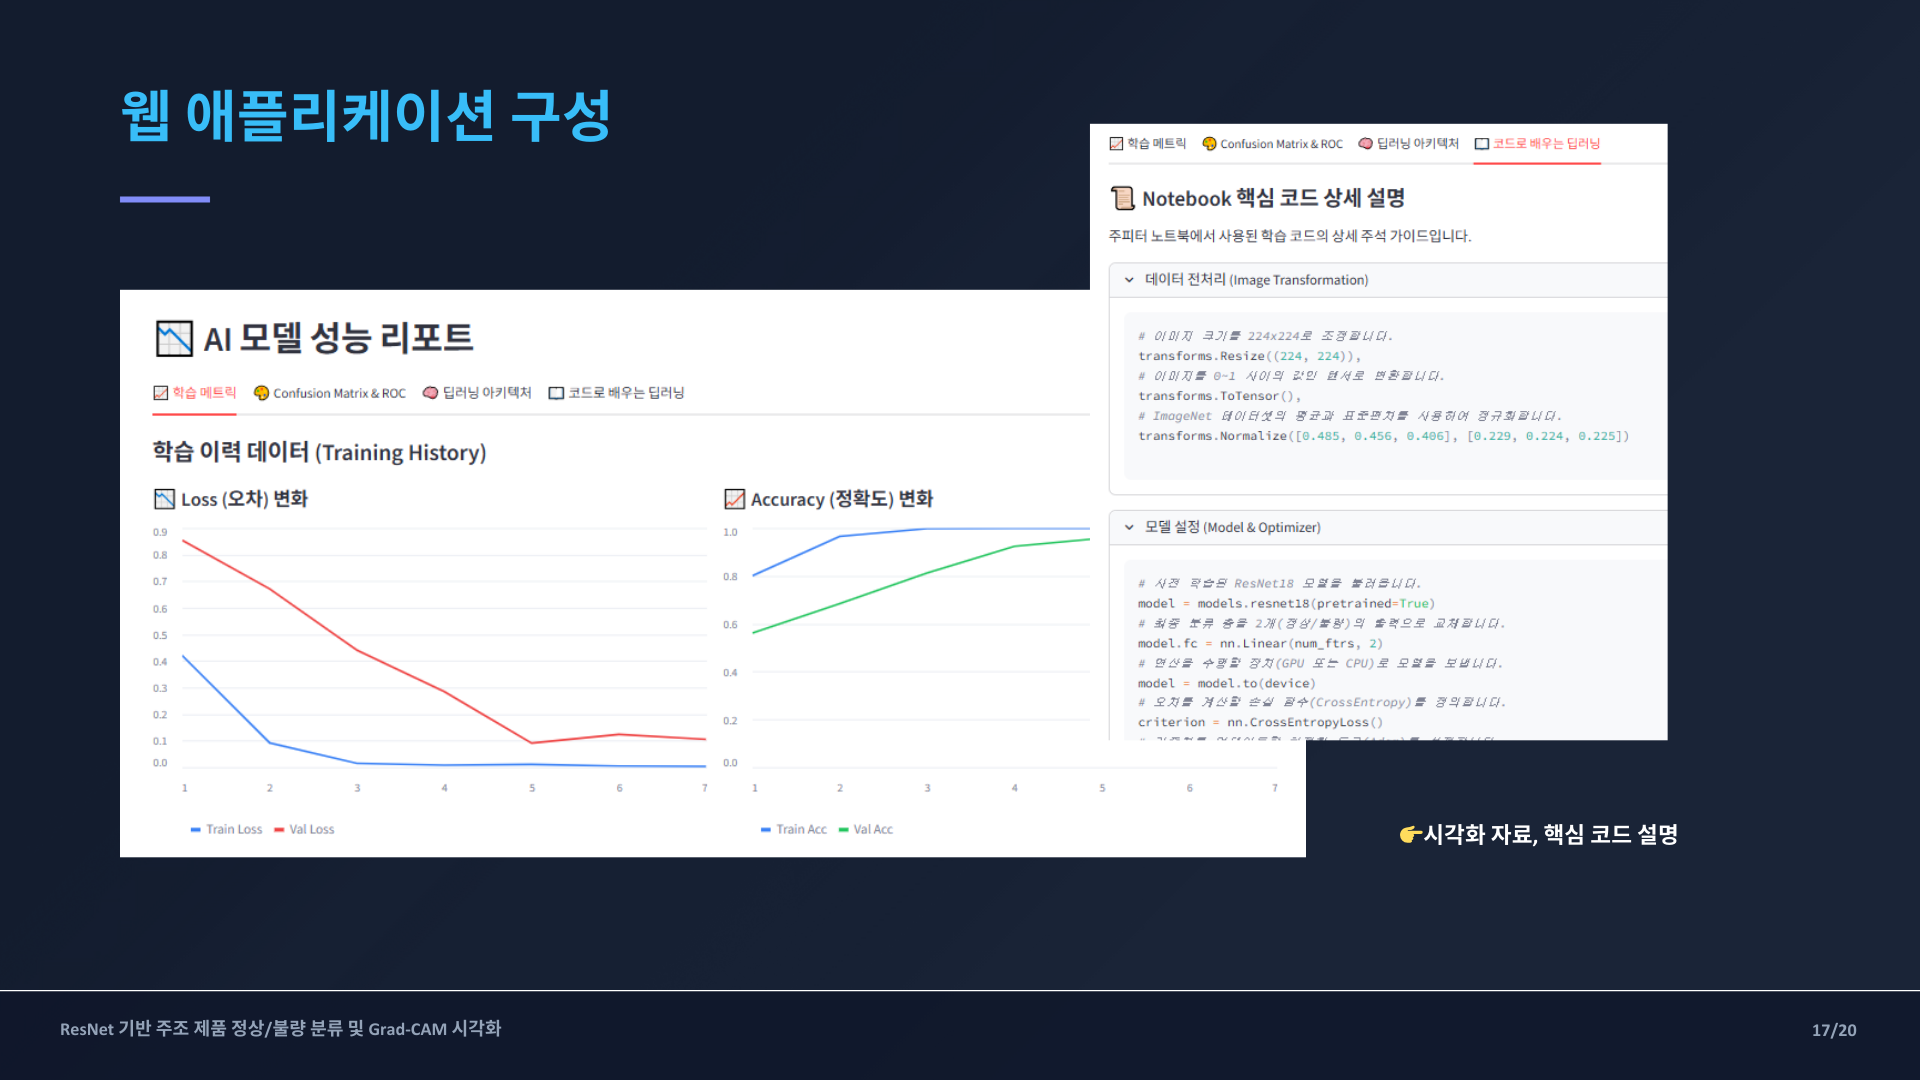 웹 애플리케이션 구성
AI 모델 성능 리포트
학습 메트릭 Confusion Matrix & ROC 딥러닝 아키텍처 코드로 배우는 딥러닝
학습 이력 데이터 (Training History)
Loss (오차) 변화
0.9
0.8
0.7
0.6
0.5
0.4
0.3
0.2
0.1
0.0
1 2 3 4 5 6 7
Train Loss Val Loss
Accuracy (정확도) 변화
1.0
0.8
0.6
0.4
0.2
0.0
1 2 3 4 5 6 7
Train Acc Val Acc
학습 메트릭 Confusion Matrix & ROC 딥러닝 아키텍처 코드로 배우는 딥러닝
Notebook 핵심 코드 상세 설명
주피터 노트북에서 사용된 학습 코드의 상세 주석 가이드입니다.
데이터 전처리 (Image Transformation)
# 이미지 크기를 224x224로 조정합니다.
transforms.Resize((224, 224)),
# 이미지를 0~1 사이의 값인 텐서로 변환합니다.
transforms.ToTensor(),
# ImageNet 데이터셋의 평균과 표준편차를 사용하여 정규화합니다.
transforms.Normalize([0.485, 0.456, 0.406], [0.229, 0.224, 0.225])
모델 설정 (Model & Optimizer)
# 사전 학습된 ResNet18 모델을 불러옵니다.
model = models.resnet18(pretrained=True)
# 최종 분류 층을 2개(정상/불량)의 출력으로 교체합니다.
model.fc = nn.Linear(num_ftrs, 2)
# 연산을 수행할 장치(GPU 또는 CPU)로 모델을 보냅니다.
model = model.to(device)
# 오차를 계산할 손실 함수(CrossEntropy)를 정의합니다.
criterion = nn.CrossEntropyLoss()
👉시각화 자료, 핵심 코드 설명
ResNet 기반 주조 제품 정상/불량 분류 및 Grad-CAM 시각화
17/20